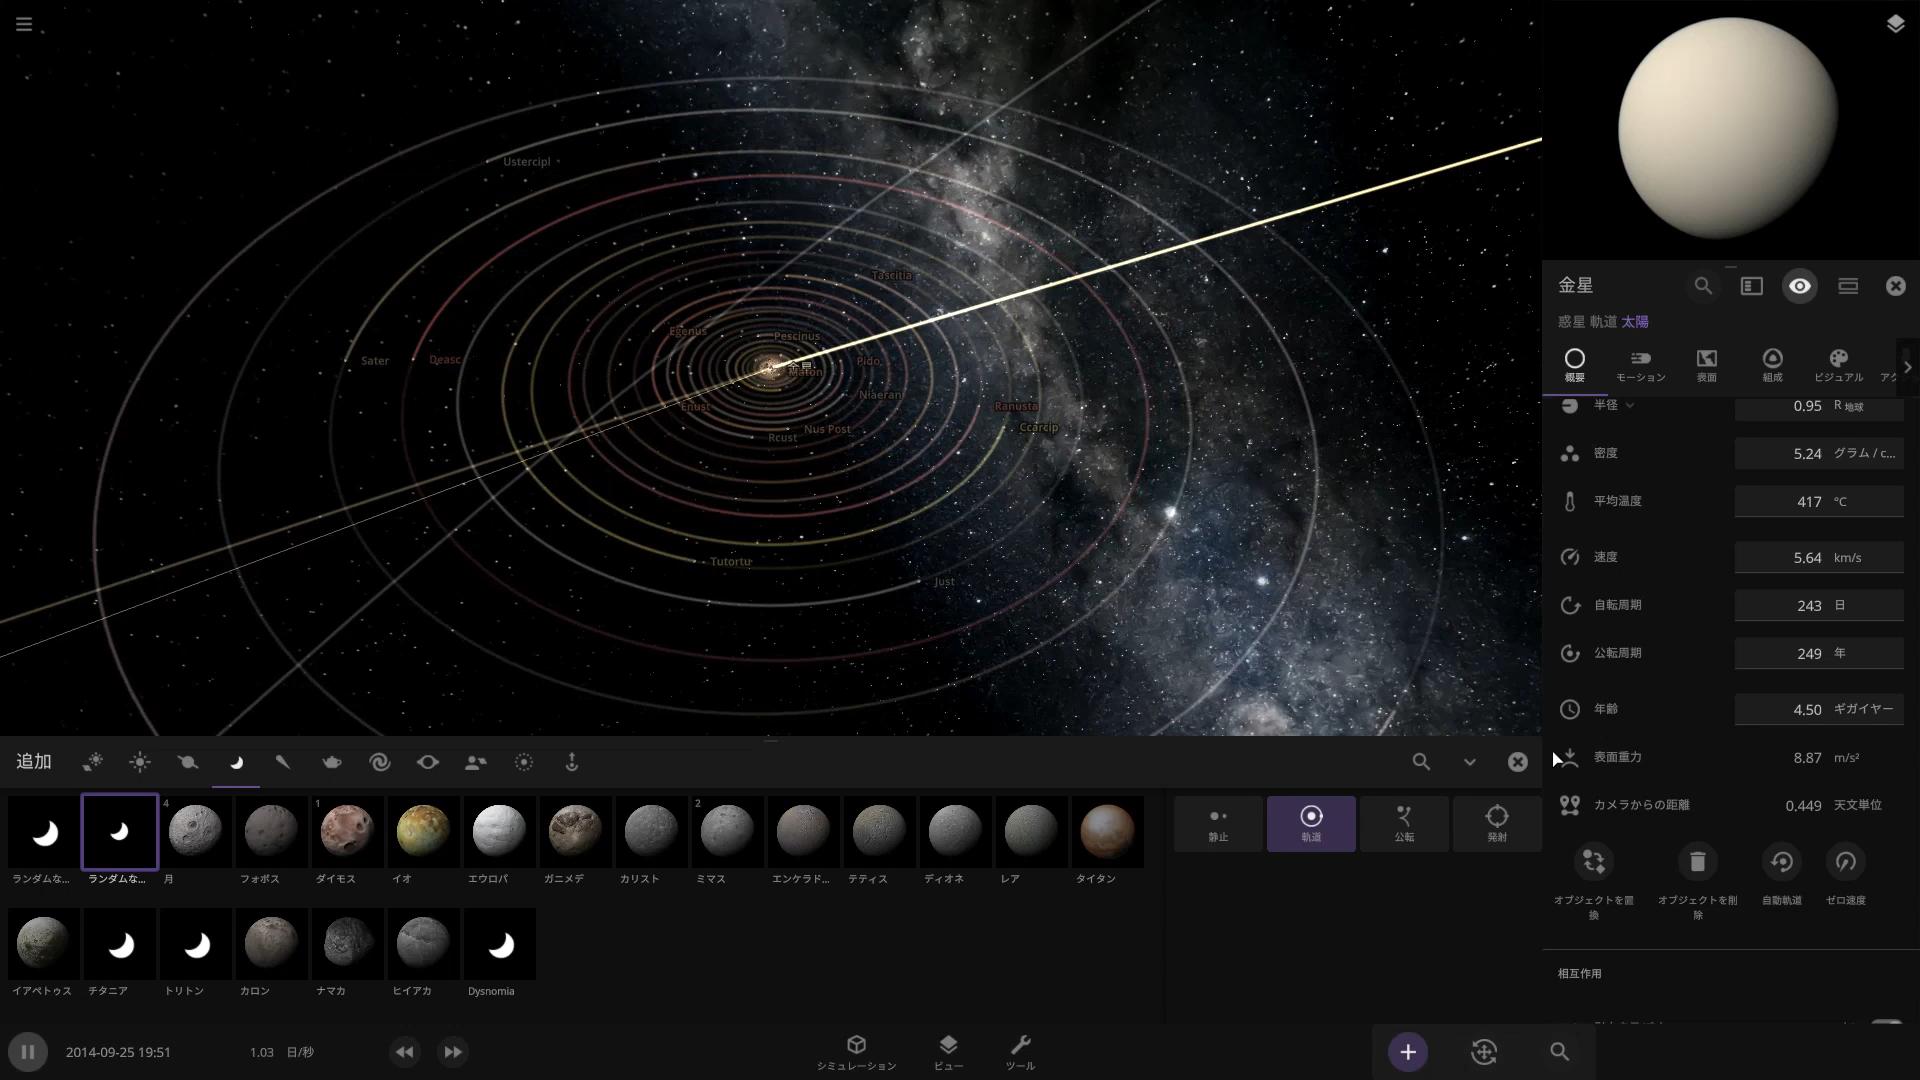 Ustercipl
Tascitia
Egenus
Pescinus
Sater
Deasc
Pido
金星
Maton
Enust
Niaeran
Ranusta
Ccarcip
Nus Post
Rcust
Tutortu
Just
金星
惑星 軌道 太陽
概要 モーション 表面 組成 ビジュアル アク
半径 0.95 R 地球
密度 5.24 グラム / c...
平均温度 417 °C
速度 5.64 km/s
自転周期 243 日
公転周期 249 年
年齢 4.50 ギガイヤー
表面重力 8.87 m/s²
カメラからの距離 0.449 天文単位
オブジェクトを置換
オブジェクトを削除
自動軌道
ゼロ速度
相互作用
追加
静止 軌道 公転 発射
4 1 2
ランダムな... ランダムな... 月 フォボス ダイモス イオ エウロパ ガニメデ カリスト ミマス エンケラド... テティス ディオネ レア タイタン
イアペトゥス チタニア トリトン カロン ナマカ ヒイアカ Dysnomia
2014-09-25 19:51 1.03 日/秒
シミュレーション ビュー ツール